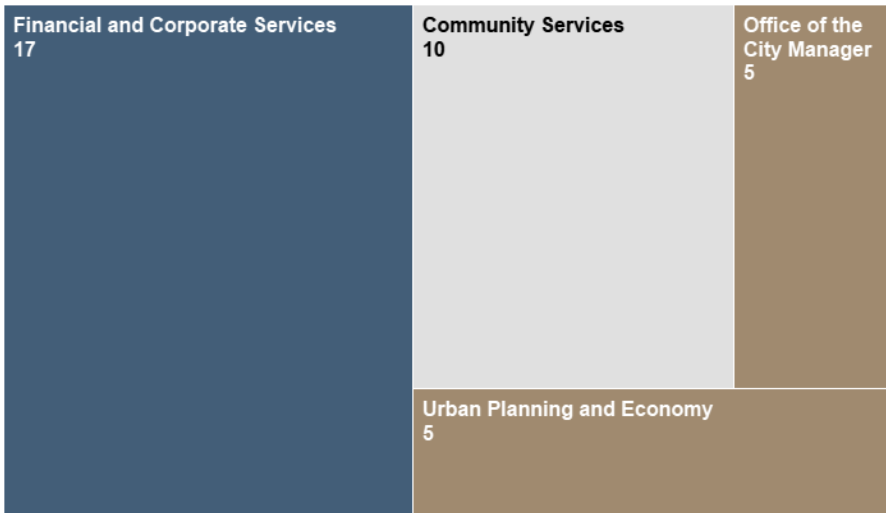 Financial and Corporate Services
17
Community Services
10
Office of the
City Manager
5
Urban Planning and Economy
5